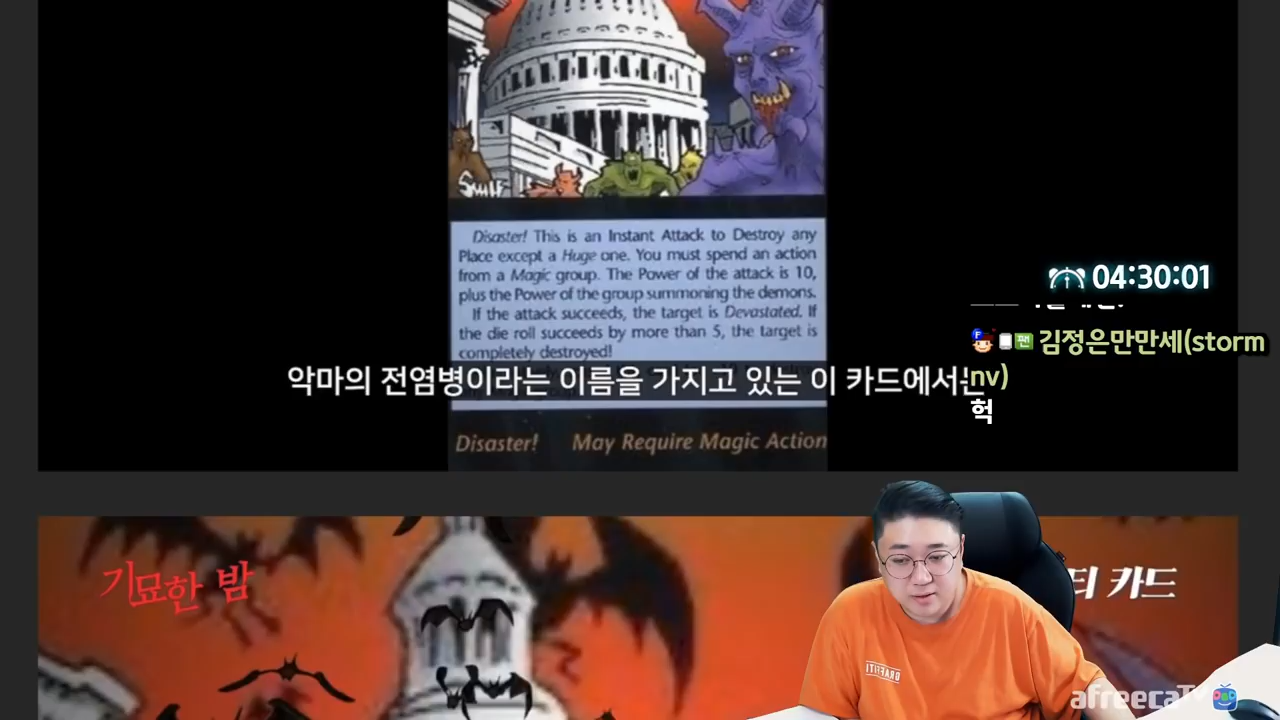 Disaster! This is an Instant Attack to Destroy any
Place except a Huge one. You must spend an action
from a Magic group. The Power of the attack is 10,
plus the Power of the group summoning the demons.
If the attack succeeds, the target is Devastated. If
the die roll succeeds by more than 5, the target is
completely destroyed!
악마의 전염병이라는 이름을 가지고 있는 이 카드에서는
Disaster! May Require Magic Action
04:30:01
김정은만만세(storm
nv)
헉
기묘한 밤
티 카드
GRAFFITI
afreecaTV